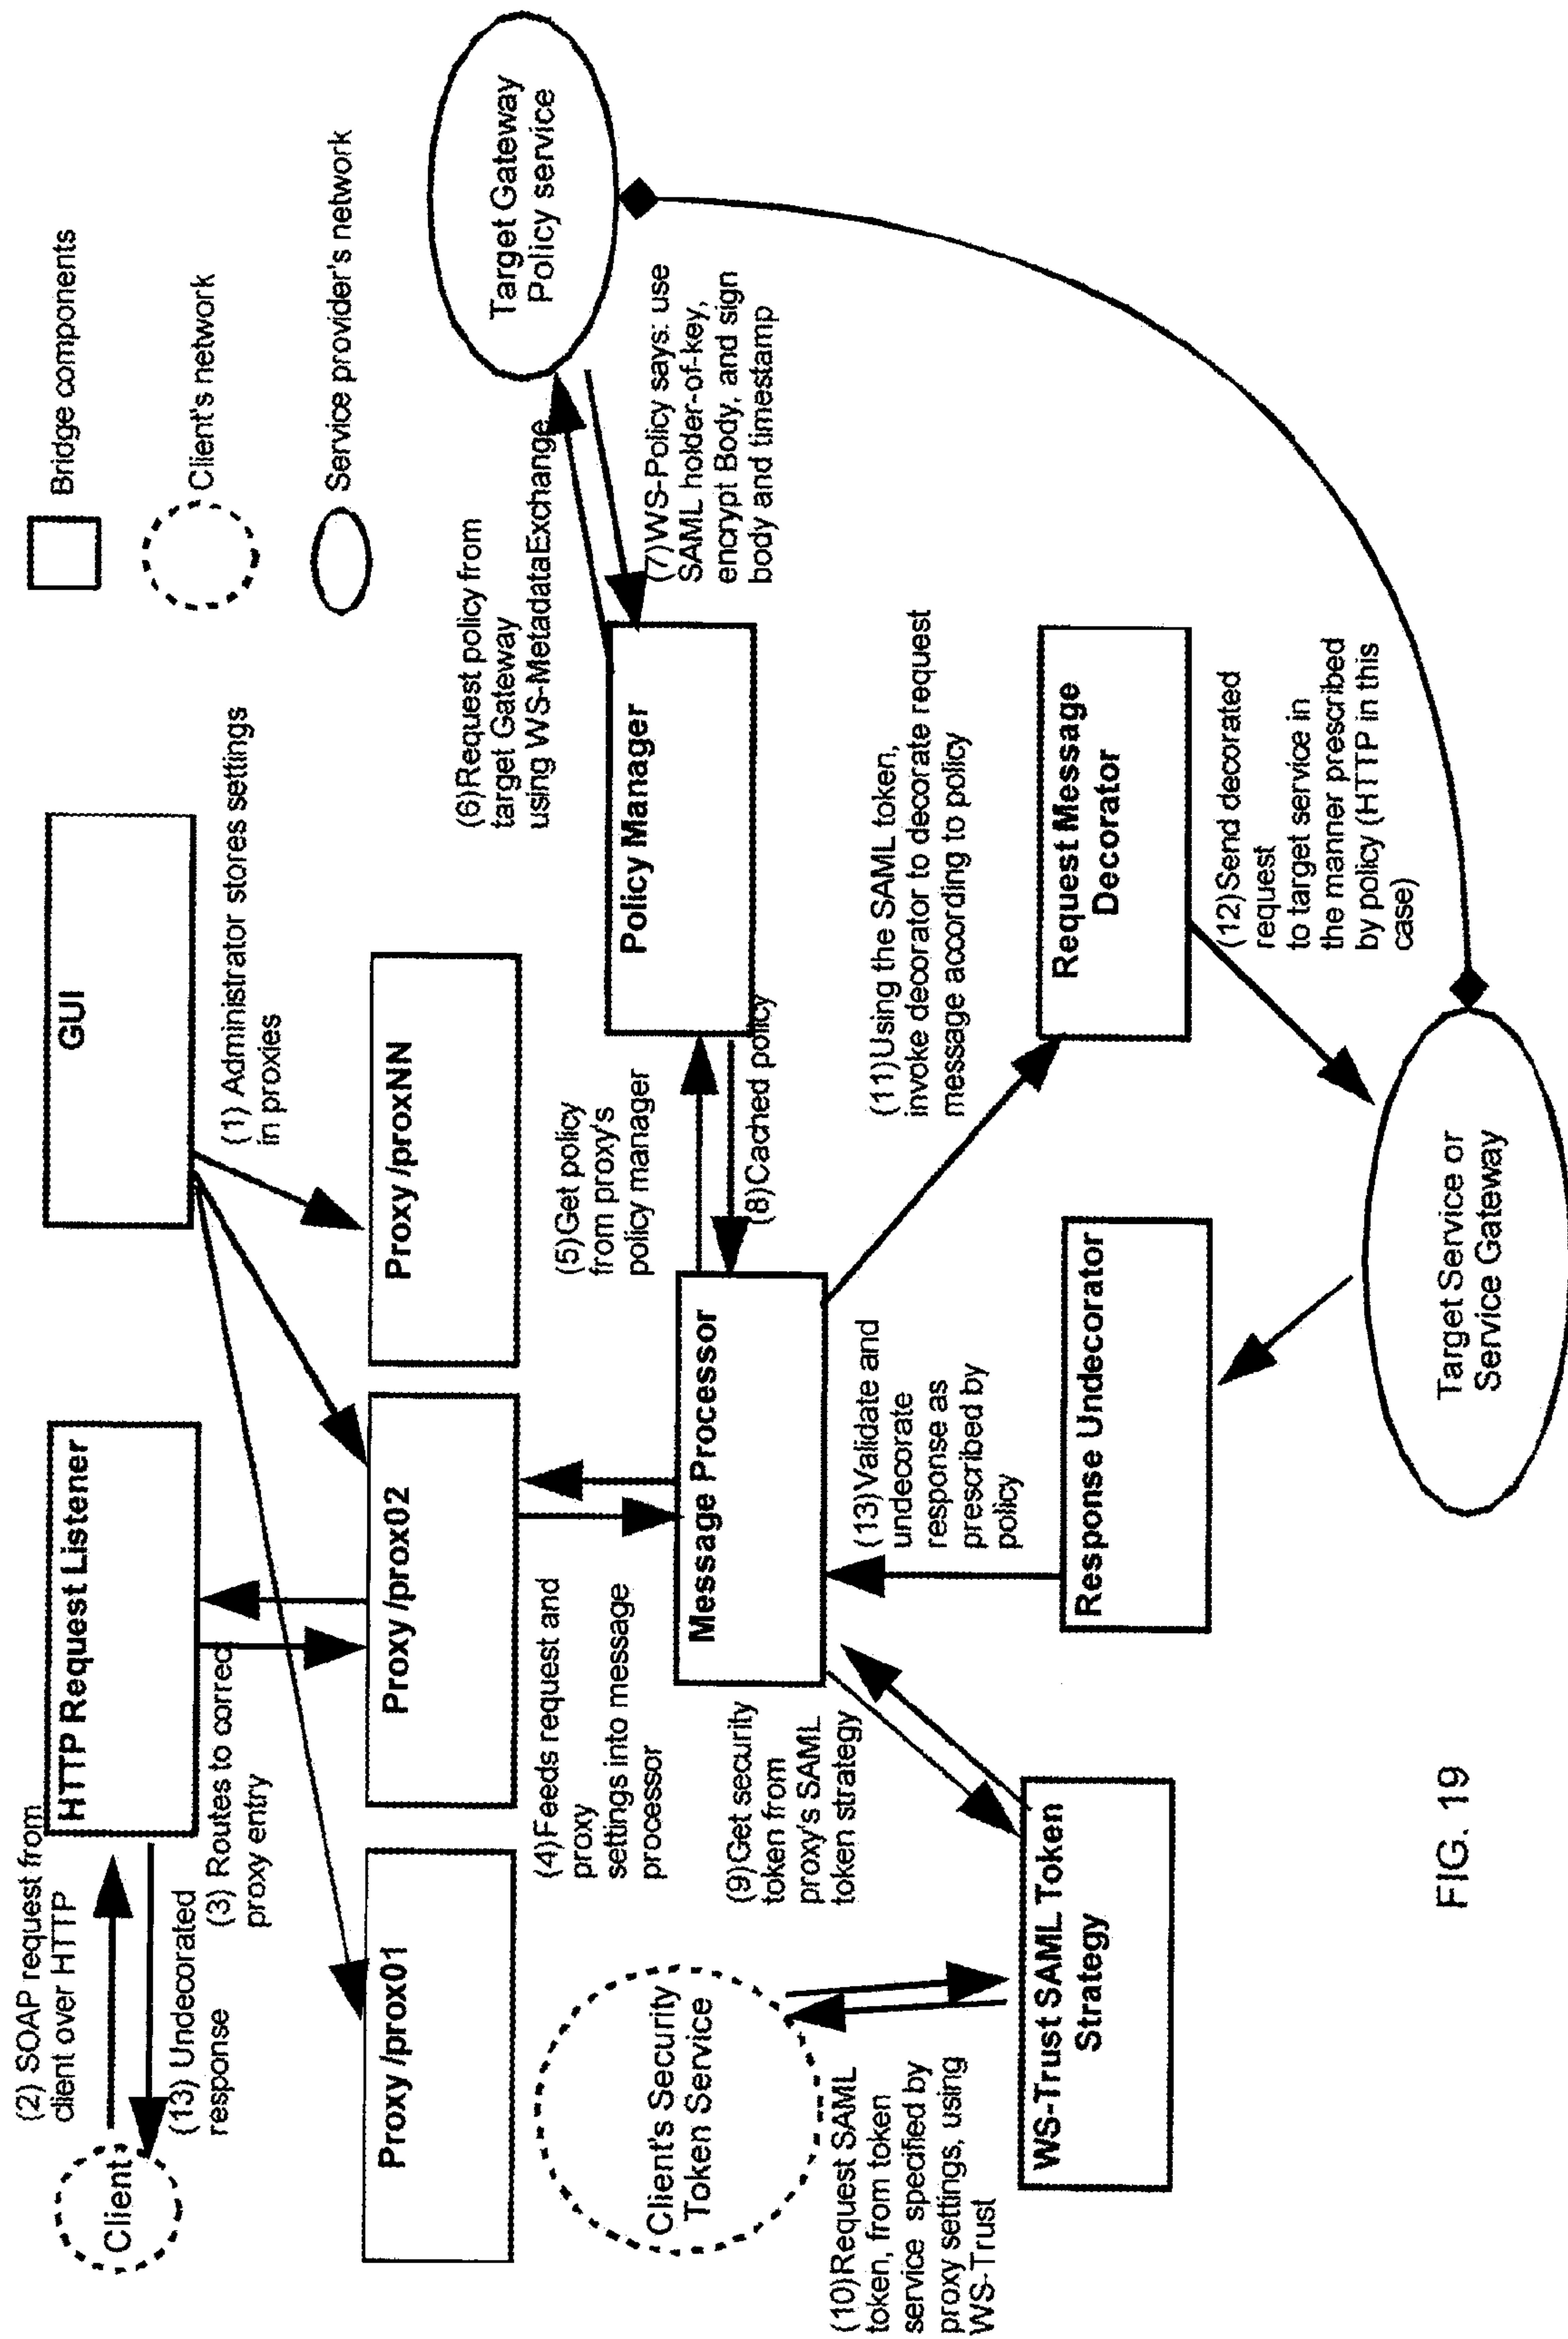 (2) SOAP request from
client over HTTP
Client
(13) Undecorated
response
HTTP Request Listener
(3) Routes to correct
proxy entry
GUI
(1) Administrator stores settings
in proxies
Bridge components
Client's network
Service provider's network
Proxy /prox01
Proxy /prox02
Proxy /proxNN
(4)Feeds request and
proxy
settings into message
processor
(5)Get policy
from proxy's
policy manager
(6)Request policy from
target Gateway
using WS-MetadataExchange
Target Gateway
Policy service
(7)WS-Policy says: use
SAML holder-of-key,
encrypt Body, and sign
body and timestamp
Policy Manager
(8)Cached policy
Message Processor
Client's Security
Token Service
(9)Get security
token from
proxy's SAML
token strategy
(10)Request SAML
token, from token
service specified by
proxy settings, using
WS-Trust
WS-Trust SAML Token
Strategy
(13)Validate and
undecorate
response as
prescribed by
policy
Response Undecorator
(11)Using the SAML token,
invoke decorator to decorate request
message according to policy
Request Message
Decorator
(12)Send decorated
request
to target service in
the manner prescribed
by policy (HTTP in this
case)
Target Service or
Service Gateway
FIG. 19